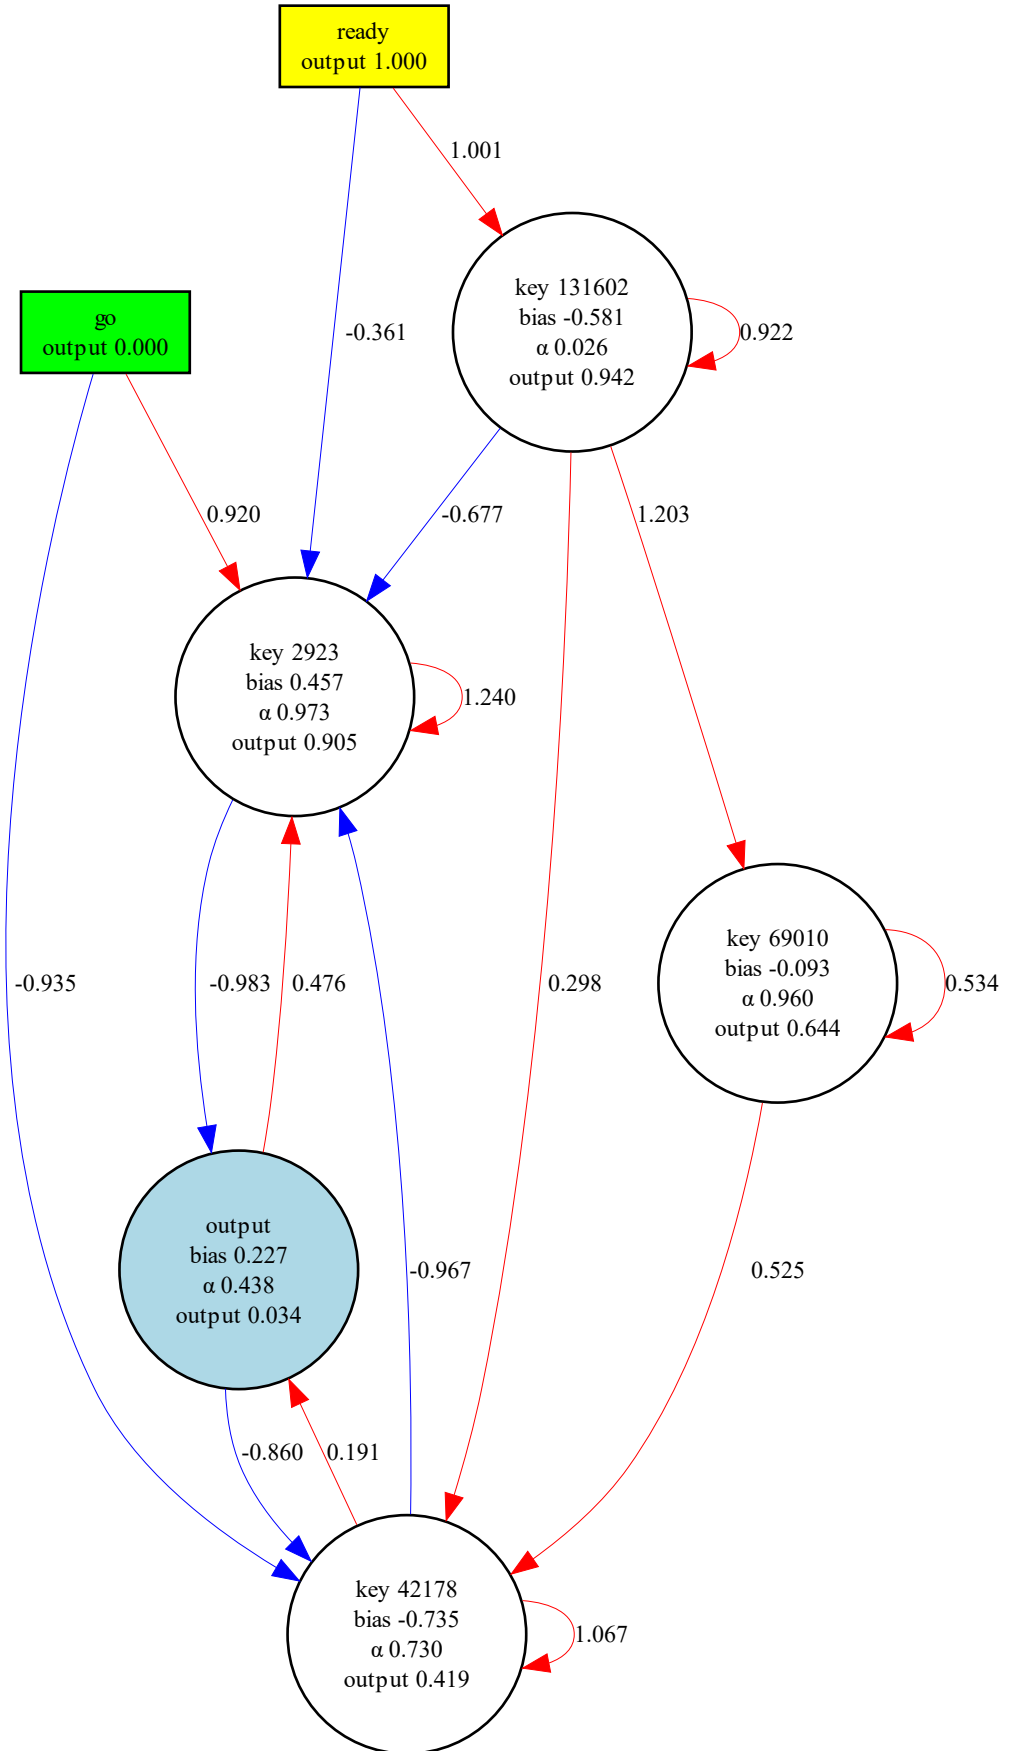 ready
output 1.000
1.001
key 131602
bias -0.581
α 0.026
output 0.942
0.922
go
output 0.000
-0.361
0.920
-0.677
1.203
key 2923
bias 0.457
α 0.973
output 0.905
1.240
key 69010
bias -0.093
α 0.960
output 0.644
0.534
-0.935
-0.983
0.476
0.298
output
bias 0.227
α 0.438
output 0.034
-0.967
0.525
-0.860
0.191
key 42178
bias -0.735
α 0.730
output 0.419
1.067